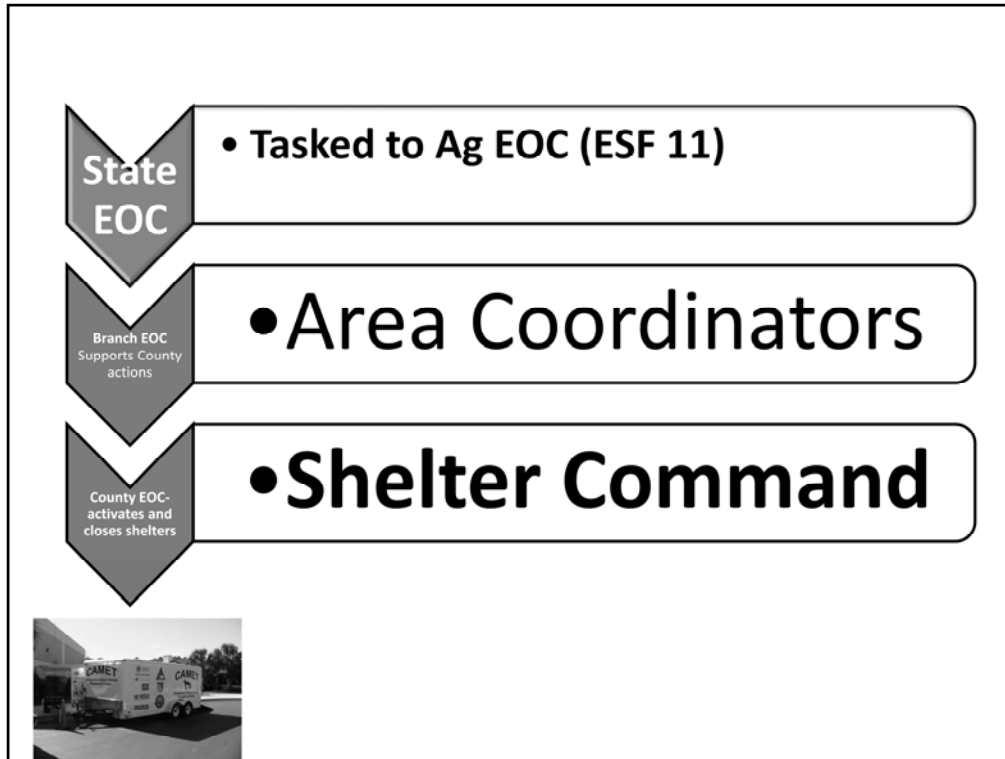 State
EOC
• Tasked to Ag EOC (ESF 11)
Branch EOC
Supports County
actions
•Area Coordinators
County EOC-
activates and
closes shelters
•Shelter Command
CAMET
CAMET